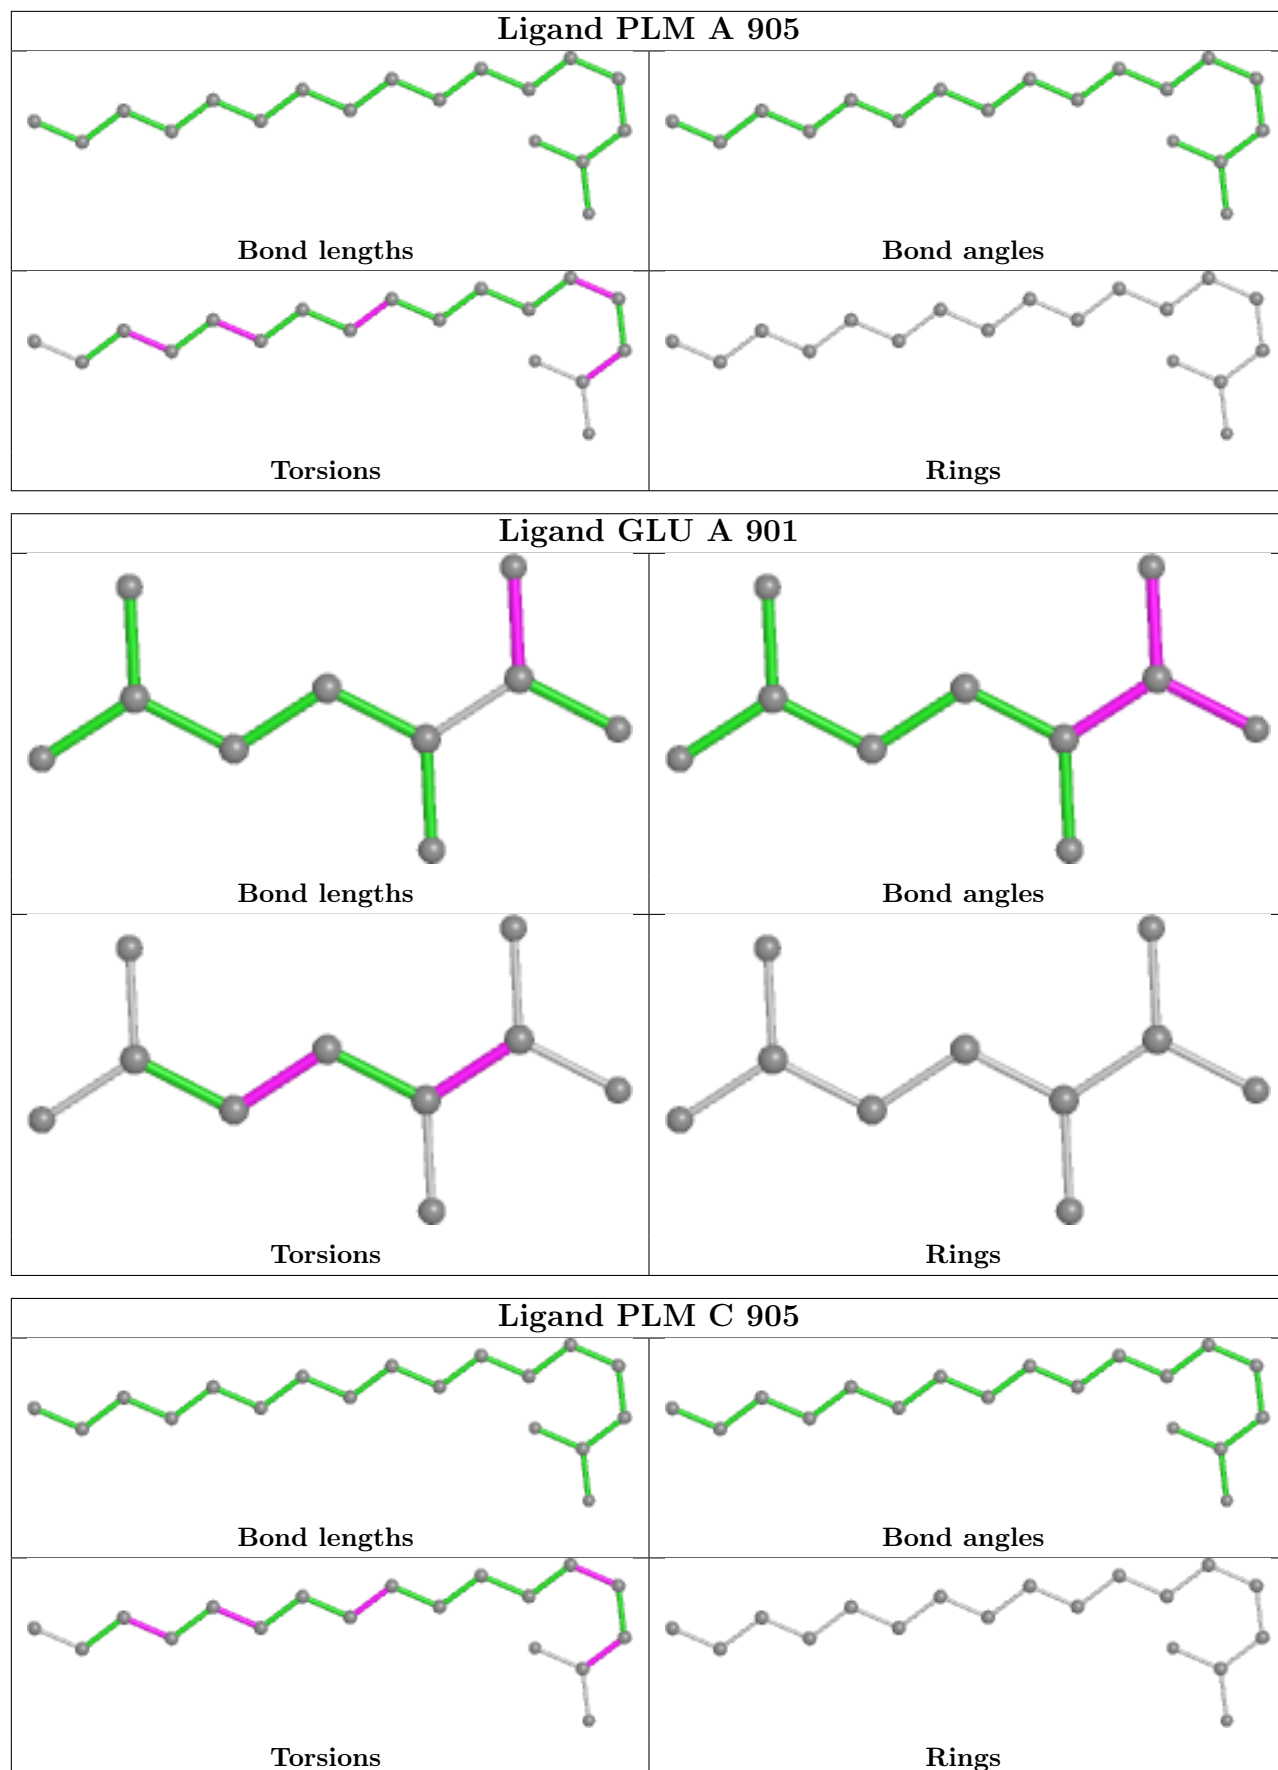 Ligand PLM A 905
Bond lengths
Bond angles
Torsions
Rings
Ligand GLU A 901
Bond lengths
Bond angles
Torsions
Rings
Ligand PLM C 905
Bond lengths
Bond angles
Torsions
Rings